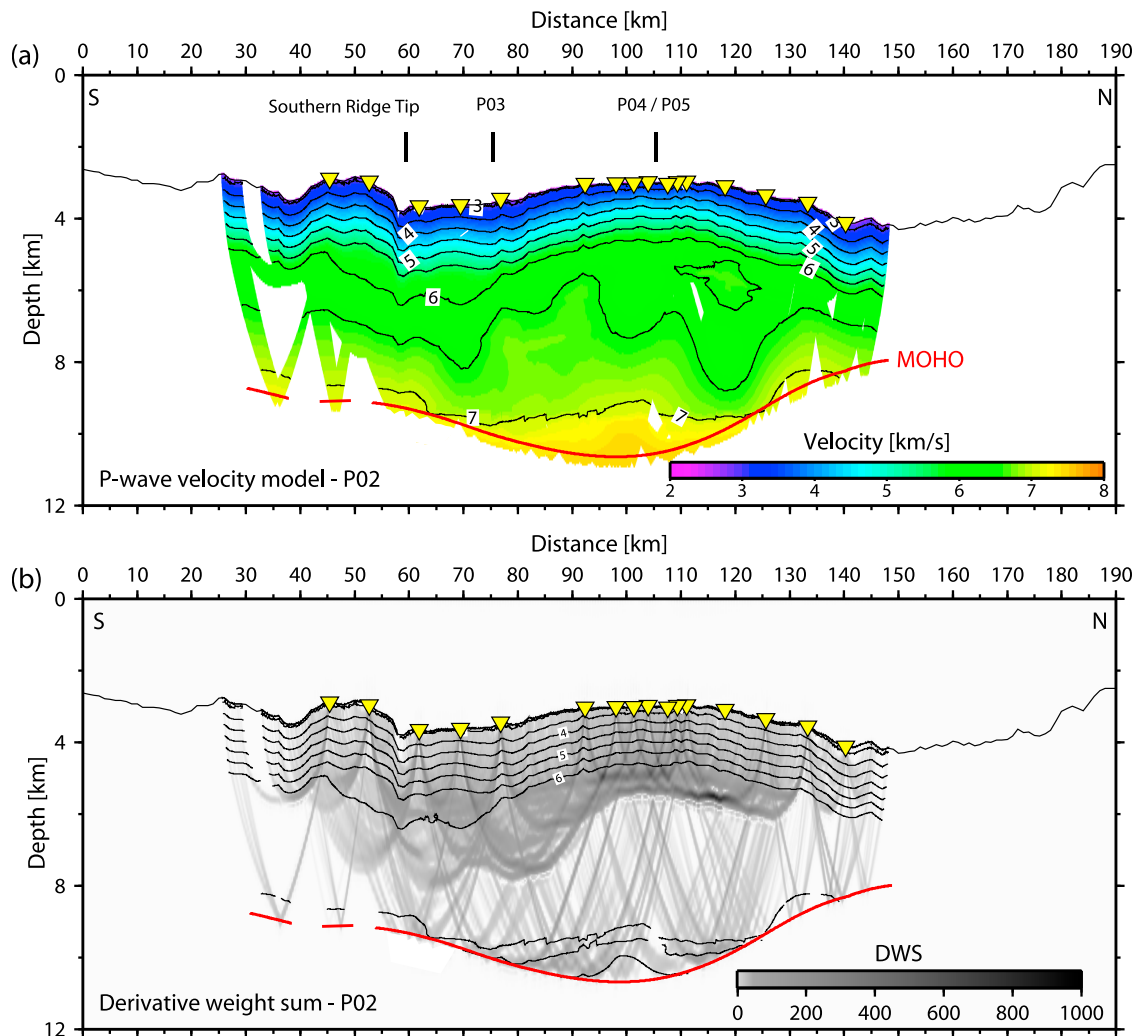 Distance [km]
(a)
0 10 20 30 40 50 60 70 80 90 100 110 120 130 140 150 160 170 180 190
0
S
N
Southern Ridge Tip
P03
P04 / P05
3
3
4
4
4
5
5
6
6
Depth [km]
8
MOHO
7
7
Velocity [km/s]
2 3 4 5 6 7 8
P-wave velocity model - P02
12
Distance [km]
(b)
0 10 20 30 40 50 60 70 80 90 100 110 120 130 140 150 160 170 180 190
0
S
N
4
4
5
6
Depth [km]
8
DWS
0 200 400 600 800 1000
Derivative weight sum - P02
12